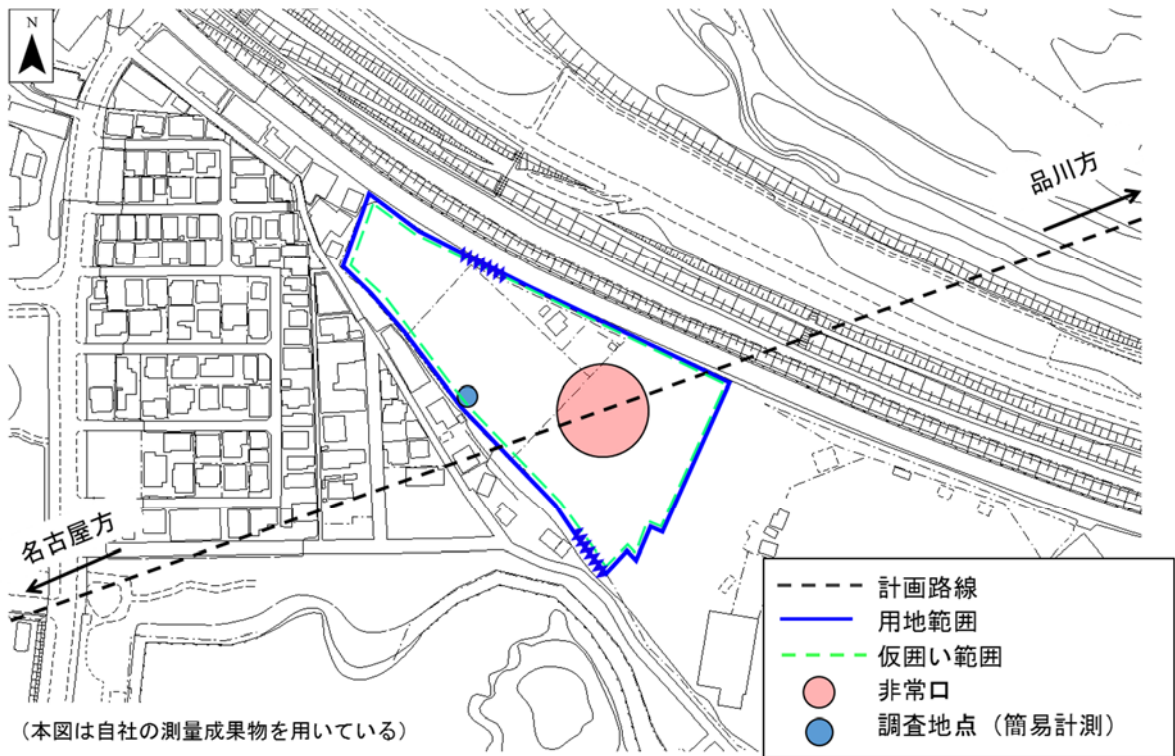 N
品川方
名古屋方
計画路線
用地範囲
仮囲い範囲
非常口
調査地点（簡易計測）
（本図は自社の測量成果物を用いている）